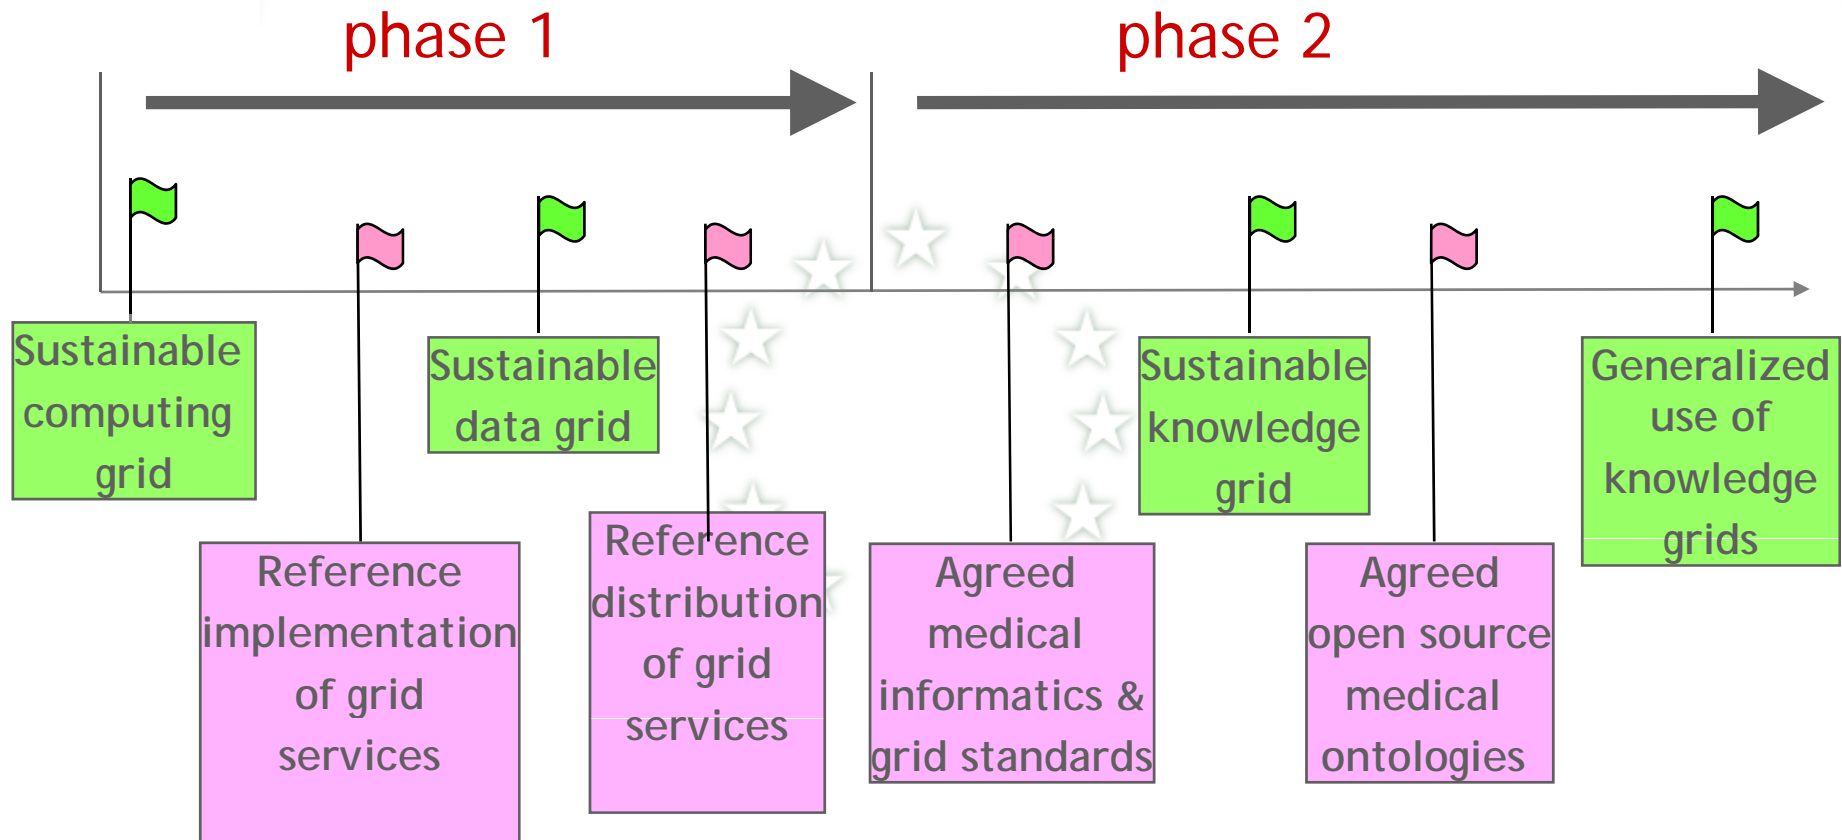 phase 1
phase 2
Sustainable
computing
grid
Reference
implementation
of grid
services
Sustainable
data grid
Reference
distribution
of grid
services
Agreed
medical
informatics &
grid standards
Sustainable
knowledge
grid
Agreed
open source
medical
ontologies
Generalized
use of
knowledge
grids